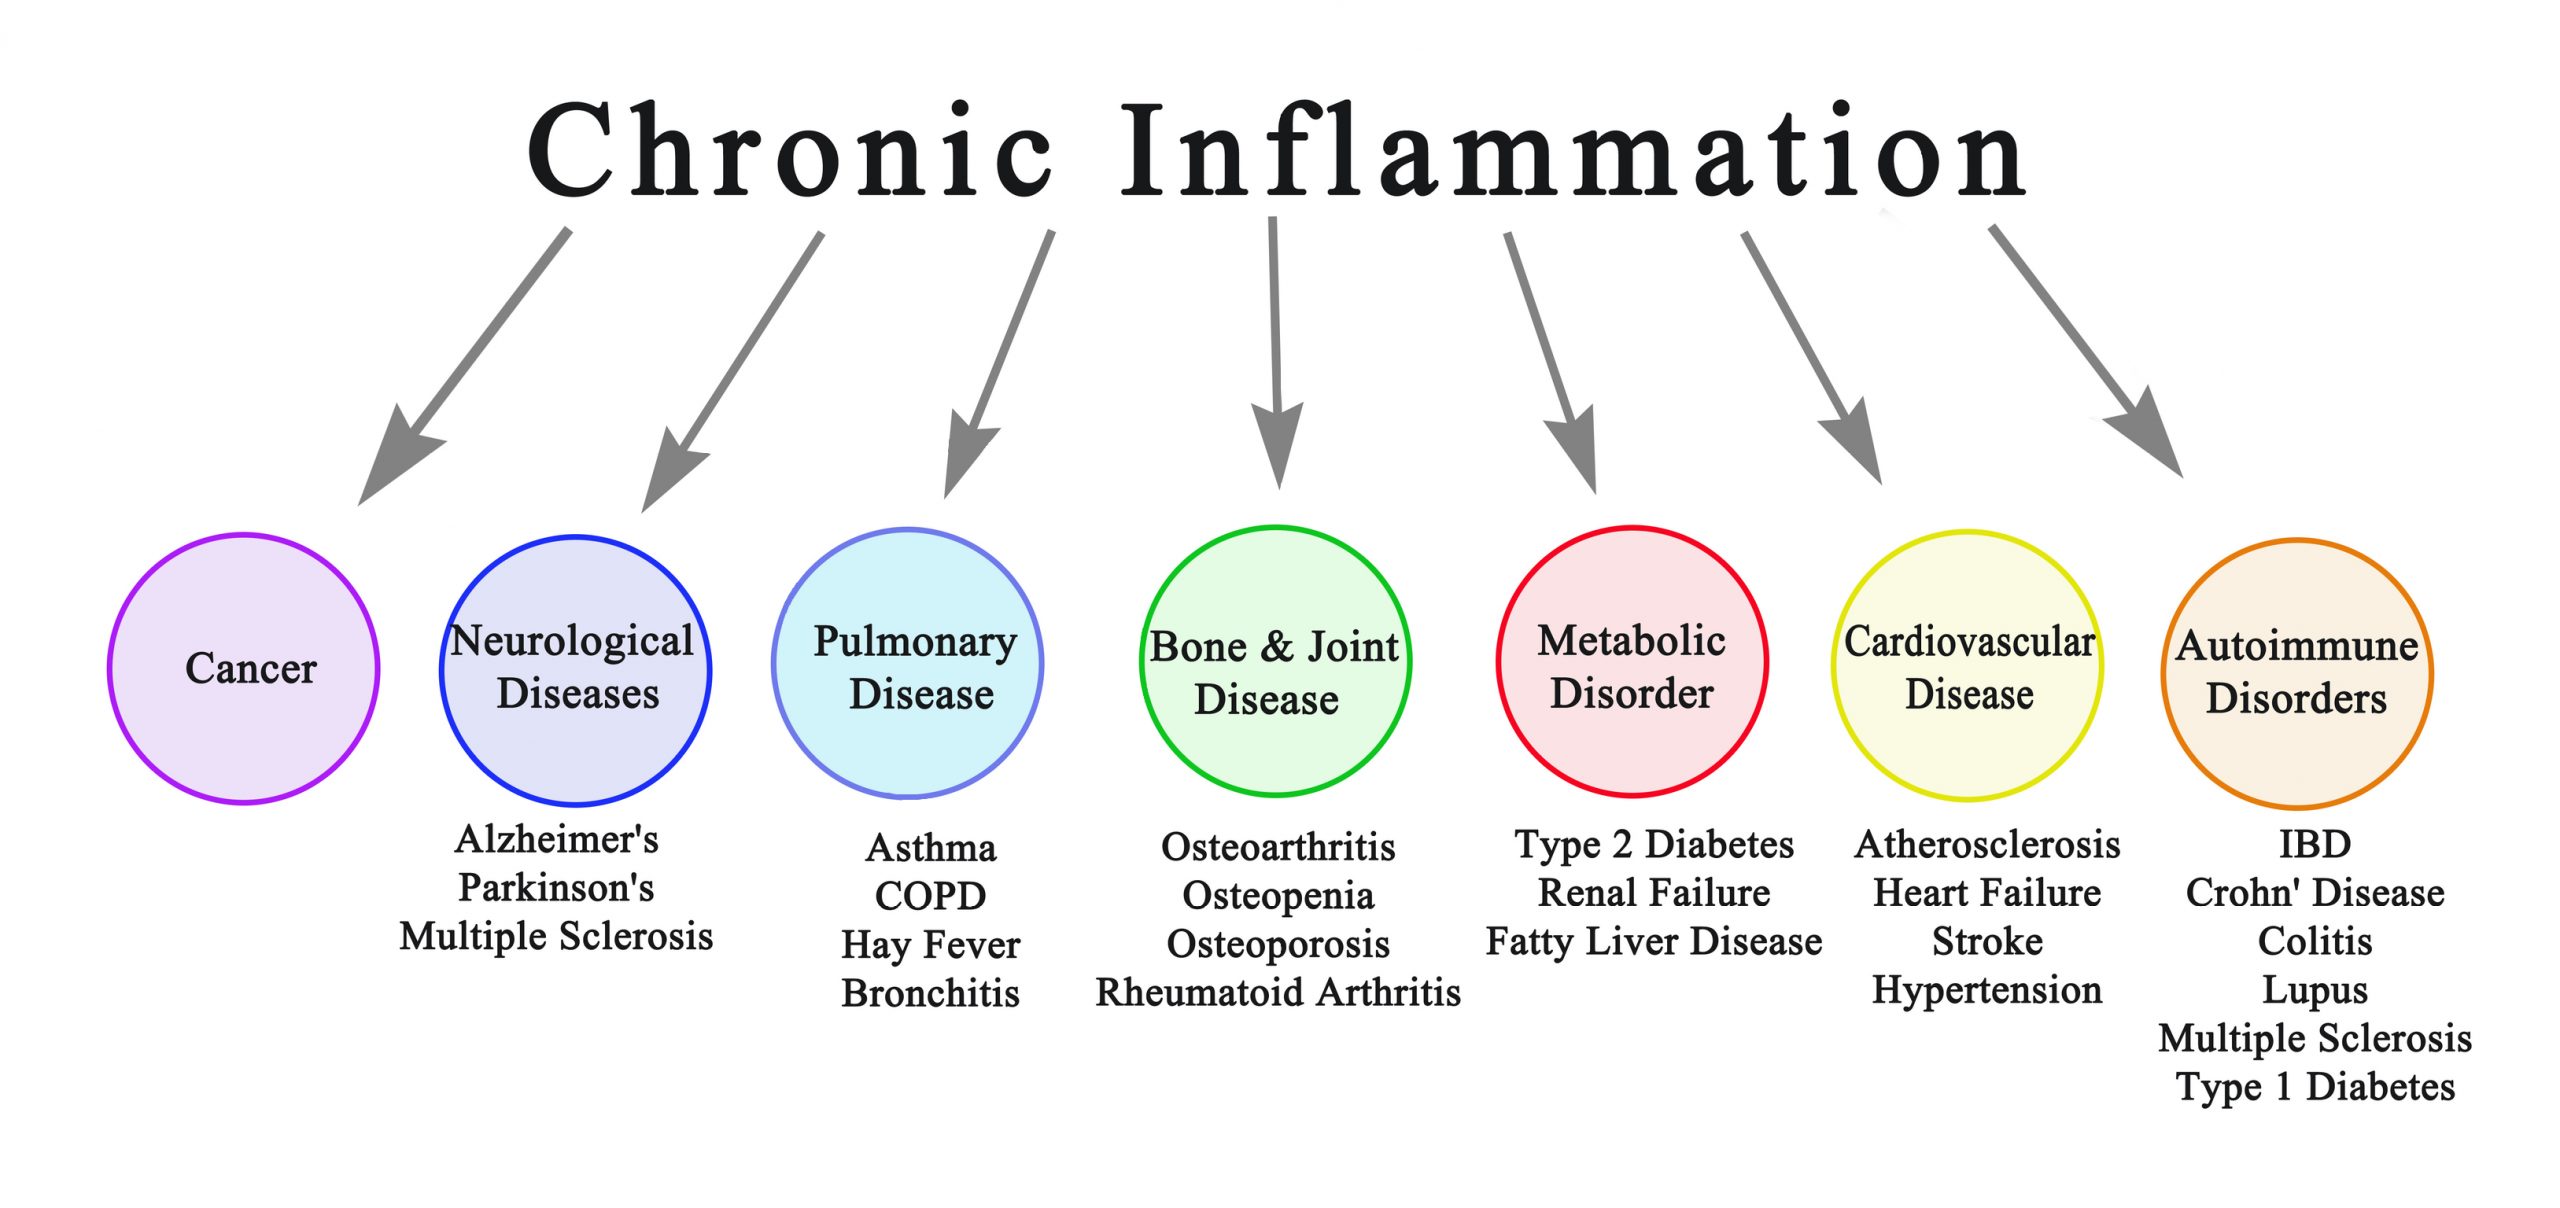 Chronic Inflammation
Cancer
Neurological
Diseases
Alzheimer's
Parkinson's
Multiple Sclerosis
Pulmonary
Disease
Asthma
COPD
Hay Fever
Bronchitis
Bone & Joint
Disease
Osteoarthritis
Osteopenia
Osteoporosis
Rheumatoid Arthritis
Metabolic
Disorder
Type 2 Diabetes
Renal Failure
Fatty Liver Disease
Cardiovascular
Disease
Atherosclerosis
Heart Failure
Stroke
Hypertension
Autoimmune
Disorders
IBD
Crohn' Disease
Colitis
Lupus
Multiple Sclerosis
Type 1 Diabetes